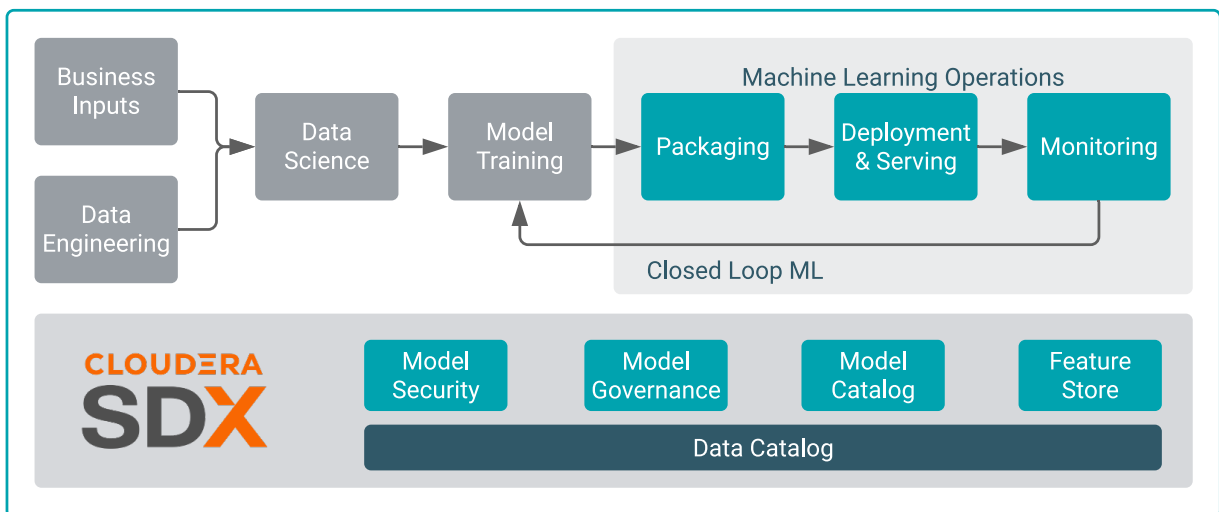 Business
Inputs
Data
Engineering
Data
Science
Model
Training
Machine Learning Operations
Packaging
Deployment
& Serving
Monitoring
Closed Loop ML
CLOUDERA
SDX
Model
Security
Model
Governance
Model
Catalog
Feature
Store
Data Catalog